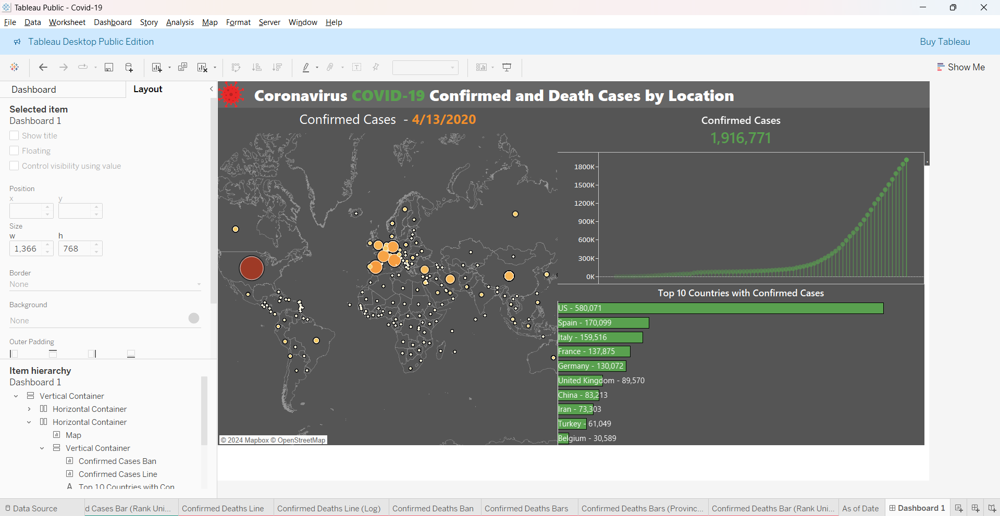 Tableau Public - Covid-19
File Data Worksheet Dashboard Story Analysis Map Format Server Window Help
Tableau Desktop Public Edition
Buy Tableau
Show Me
Dashboard
Layout
Selected item
Dashboard 1
Show title
Floating
Control visibility using value
Position
x y
Size
w h
1,366 768
Border
None
Background
None
Outer Padding
Item hierarchy
Dashboard 1
Vertical Container
Horizontal Container
Horizontal Container
Map
Vertical Container
Confirmed Cases Ban
Confirmed Cases Line
Top 10 Countries with Con
Coronavirus COVID-19 Confirmed and Death Cases by Location
Confirmed Cases - 4/13/2020
© 2024 Mapbox © OpenStreetMap
Confirmed Cases
1,916,771
1800K
1500K
1200K
900K
600K
300K
0K
Top 10 Countries with Confirmed Cases
US - 580,071
Spain - 170,099
Italy - 159,516
France - 137,875
Germany - 130,072
United Kingdom - 89,570
China - 83,213
Iran - 73,303
Turkey - 61,049
Belgium - 30,589
Data Source
d Cases Bar (Rank Uni...
Confirmed Deaths Line
Confirmed Deaths Line (Log)
Confirmed Deaths Ban
Confirmed Deaths Bars
Confirmed Deaths Bars (Provinc...
Confirmed Deaths Bar (Rank Uni...
As of Date
Dashboard 1